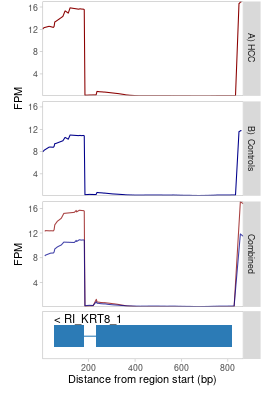 16
12
8
4
A) HCC
FPM
16
12
8
4
B) Controls
16
12
8
4
Combined
FPM
< RI_KRT8_1
200 400 600 800
Distance from region start (bp)